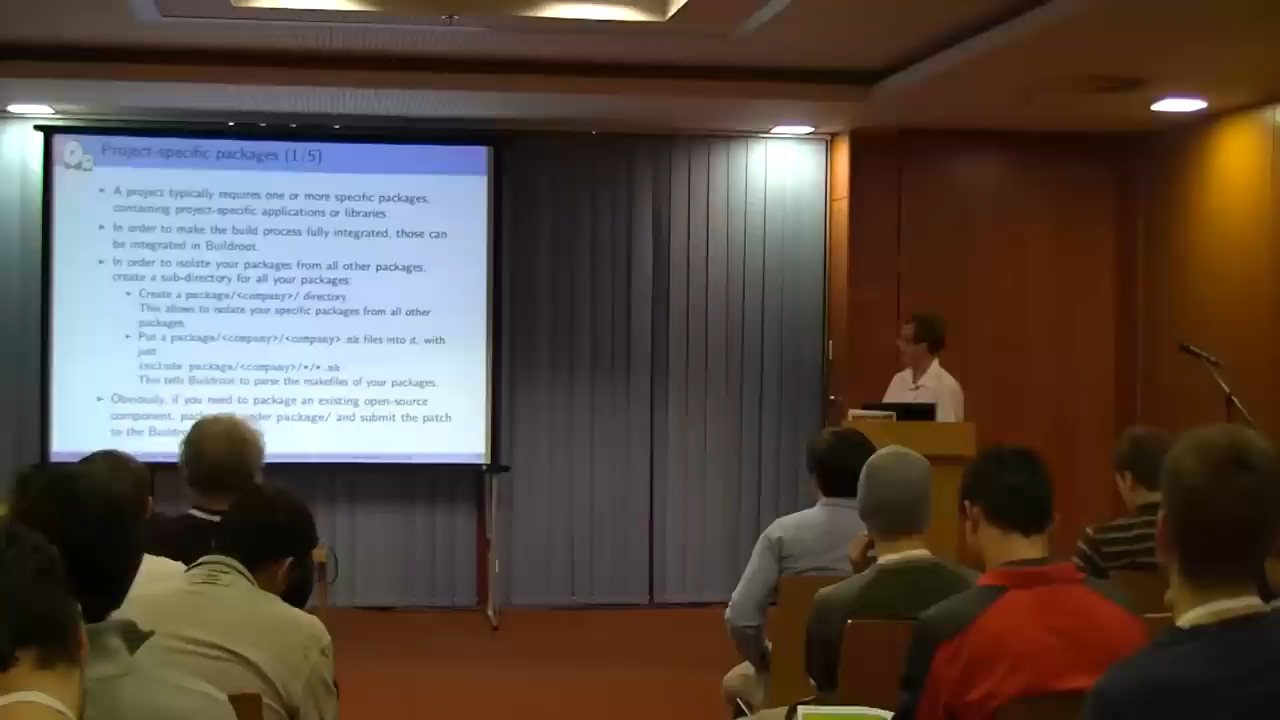 Project-specific packages (1/5)
A project typically requires one or more specific packages,
containing project-specific applications or libraries.
In order to make the build process fully integrated, those can
be integrated in Buildroot.
In order to isolate your packages from all other packages,
create a sub-directory for all your packages:
Create a package/<company>/ directory
This allows to isolate your specific packages from all other
packages.
Put a package/<company>/<company>.mk files into it, with
just
include package/<company>/*/*.mk
This tells Buildroot to parse the makefiles of your packages.
Obviously, if you need to package an existing open-source
component, package/ and submit the patch
to the